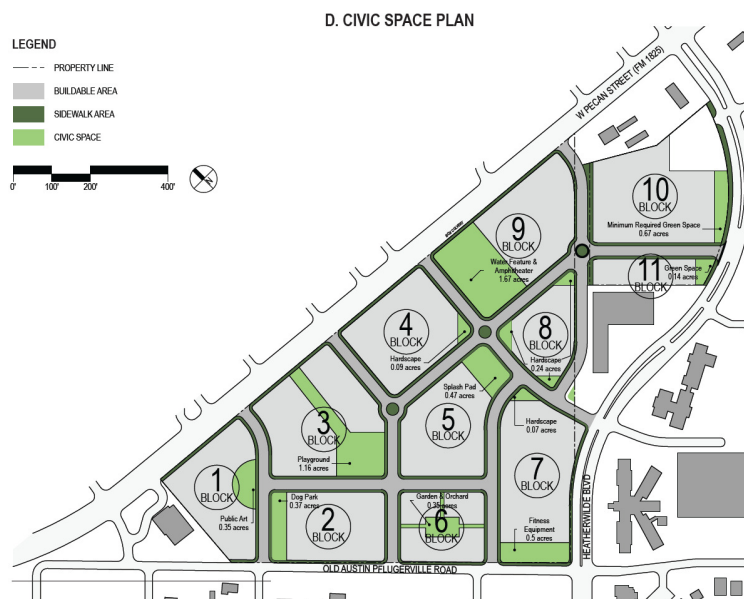 D. CIVIC SPACE PLAN
LEGEND
PROPERTY LINE
BUILDABLE AREA
SIDEWALK AREA
CIVIC SPACE
0' 100' 200' 400'
N
W PECAN STREET (FM 1825)
10
BLOCK
Minimum Required Green Space
0.67 acres
9
BLOCK
Water Feature &
Amphitheater
1.67 acres
11
BLOCK
Green Space
0.14 acres
4
BLOCK
Hardscape
0.09 acres
8
BLOCK
Hardscape
0.24 acres
Splash Pad
0.47 acres
3
BLOCK
Playground
1.16 acres
5
BLOCK
Hardscape
0.07 acres
1
BLOCK
Public Art
0.35 acres
7
BLOCK
Dog Park
0.37 acres
2
BLOCK
Garden & Orchard
0.35 acres
6
BLOCK
Fitness
Equipment
0.5 acres
HEATHERWILDE BLVD
OLD AUSTIN PFLUGERVILLE ROAD